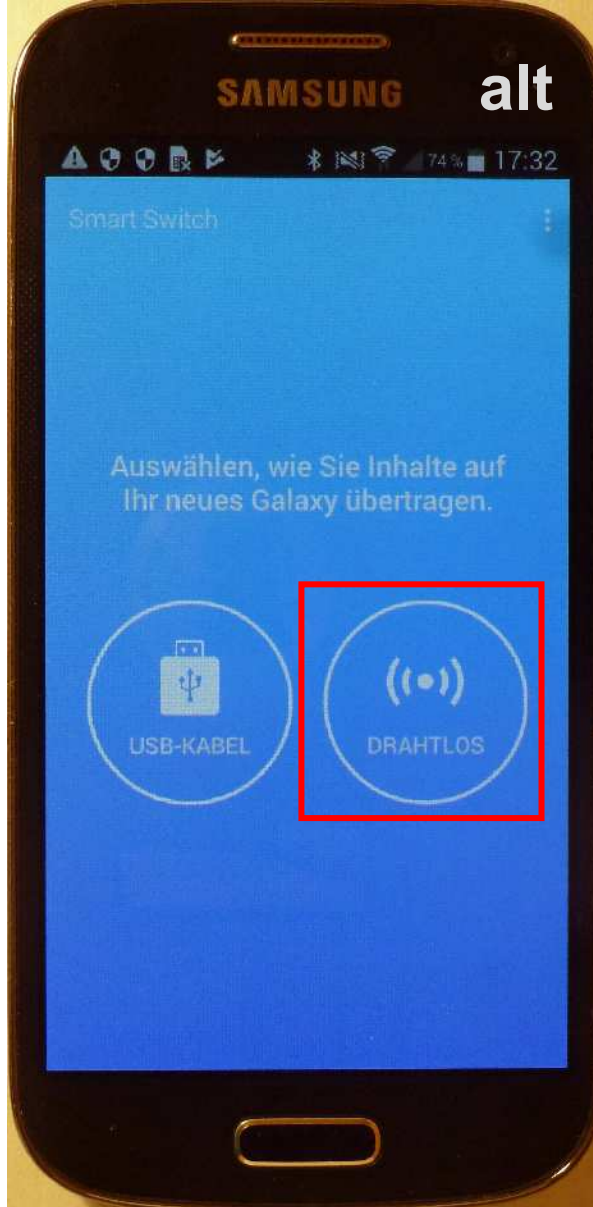 SAMSUNG
alt
74% 17:32
Smart Switch
Auswählen, wie Sie Inhalte auf
Ihr neues Galaxy übertragen.
USB-KABEL
DRAHTLOS